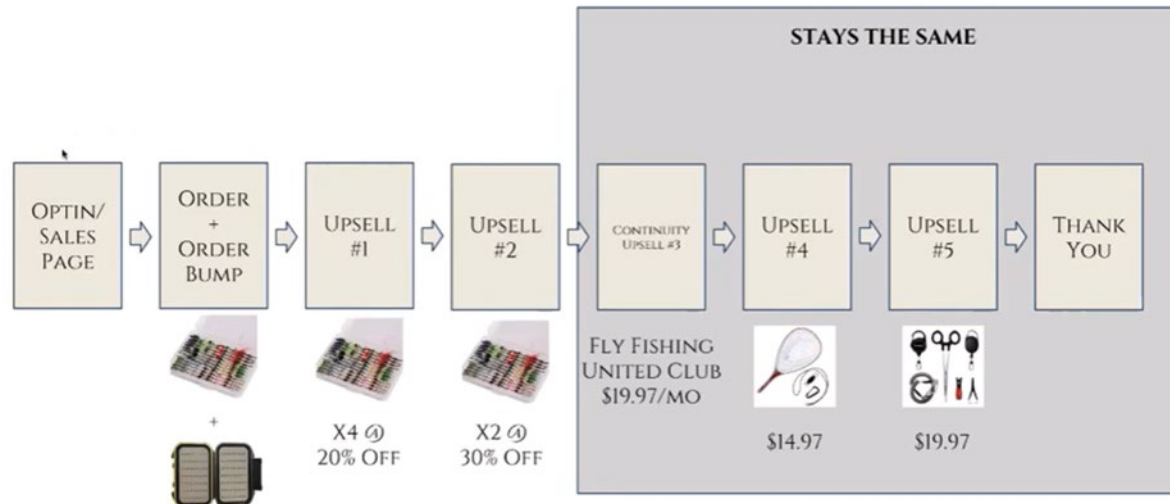 STAYS THE SAME
OPTIN/
SALES
PAGE
ORDER
+
ORDER
BUMP
UPSELL
#1
UPSELL
#2
CONTINUITY
UPSELL #3
UPSELL
#4
UPSELL
#5
THANK
YOU
+
X4 @
20% OFF
X2 @
30% OFF
FLY FISHING
UNITED CLUB
$19.97/MO
$14.97
$19.97